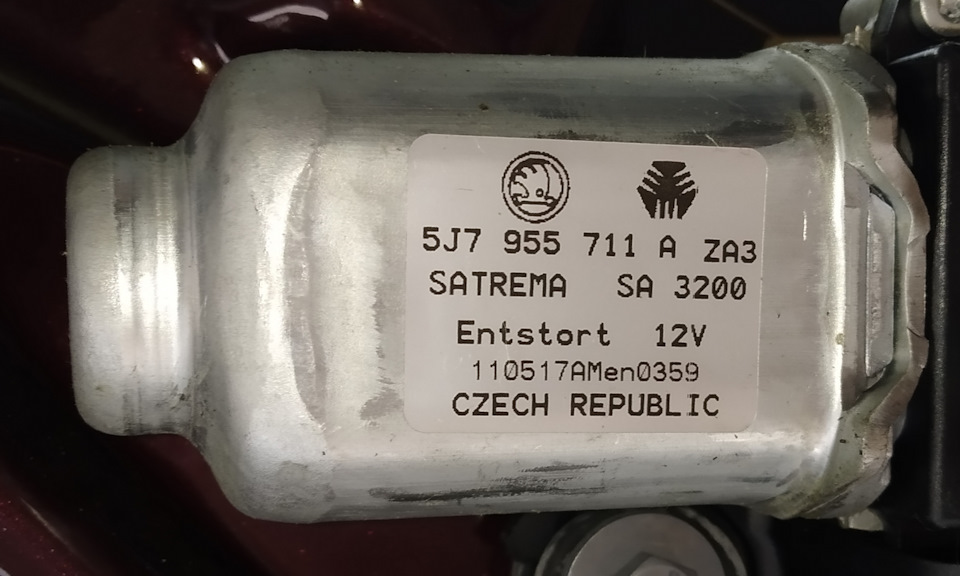 5J7 955 711 A ZA3
SATREMA SA 3200
Entstort 12V
110517AMen0359
CZECH REPUBLIC